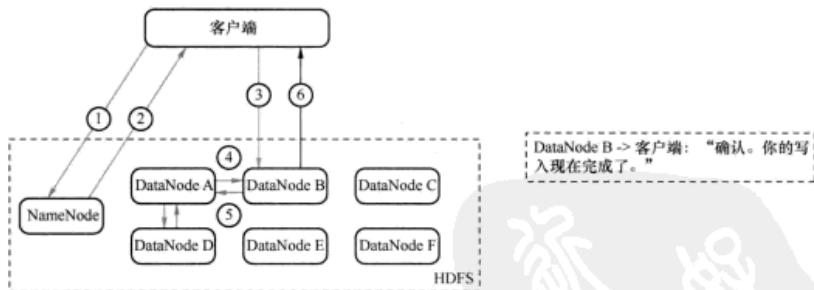 客户端
①
②
③
⑥
④
DataNode A
DataNode B
DataNode C
NameNode
⑤
DataNode D
DataNode E
DataNode F
HDFS
DataNode B -> 客户端: “确认。你的写
入现在完成了。”